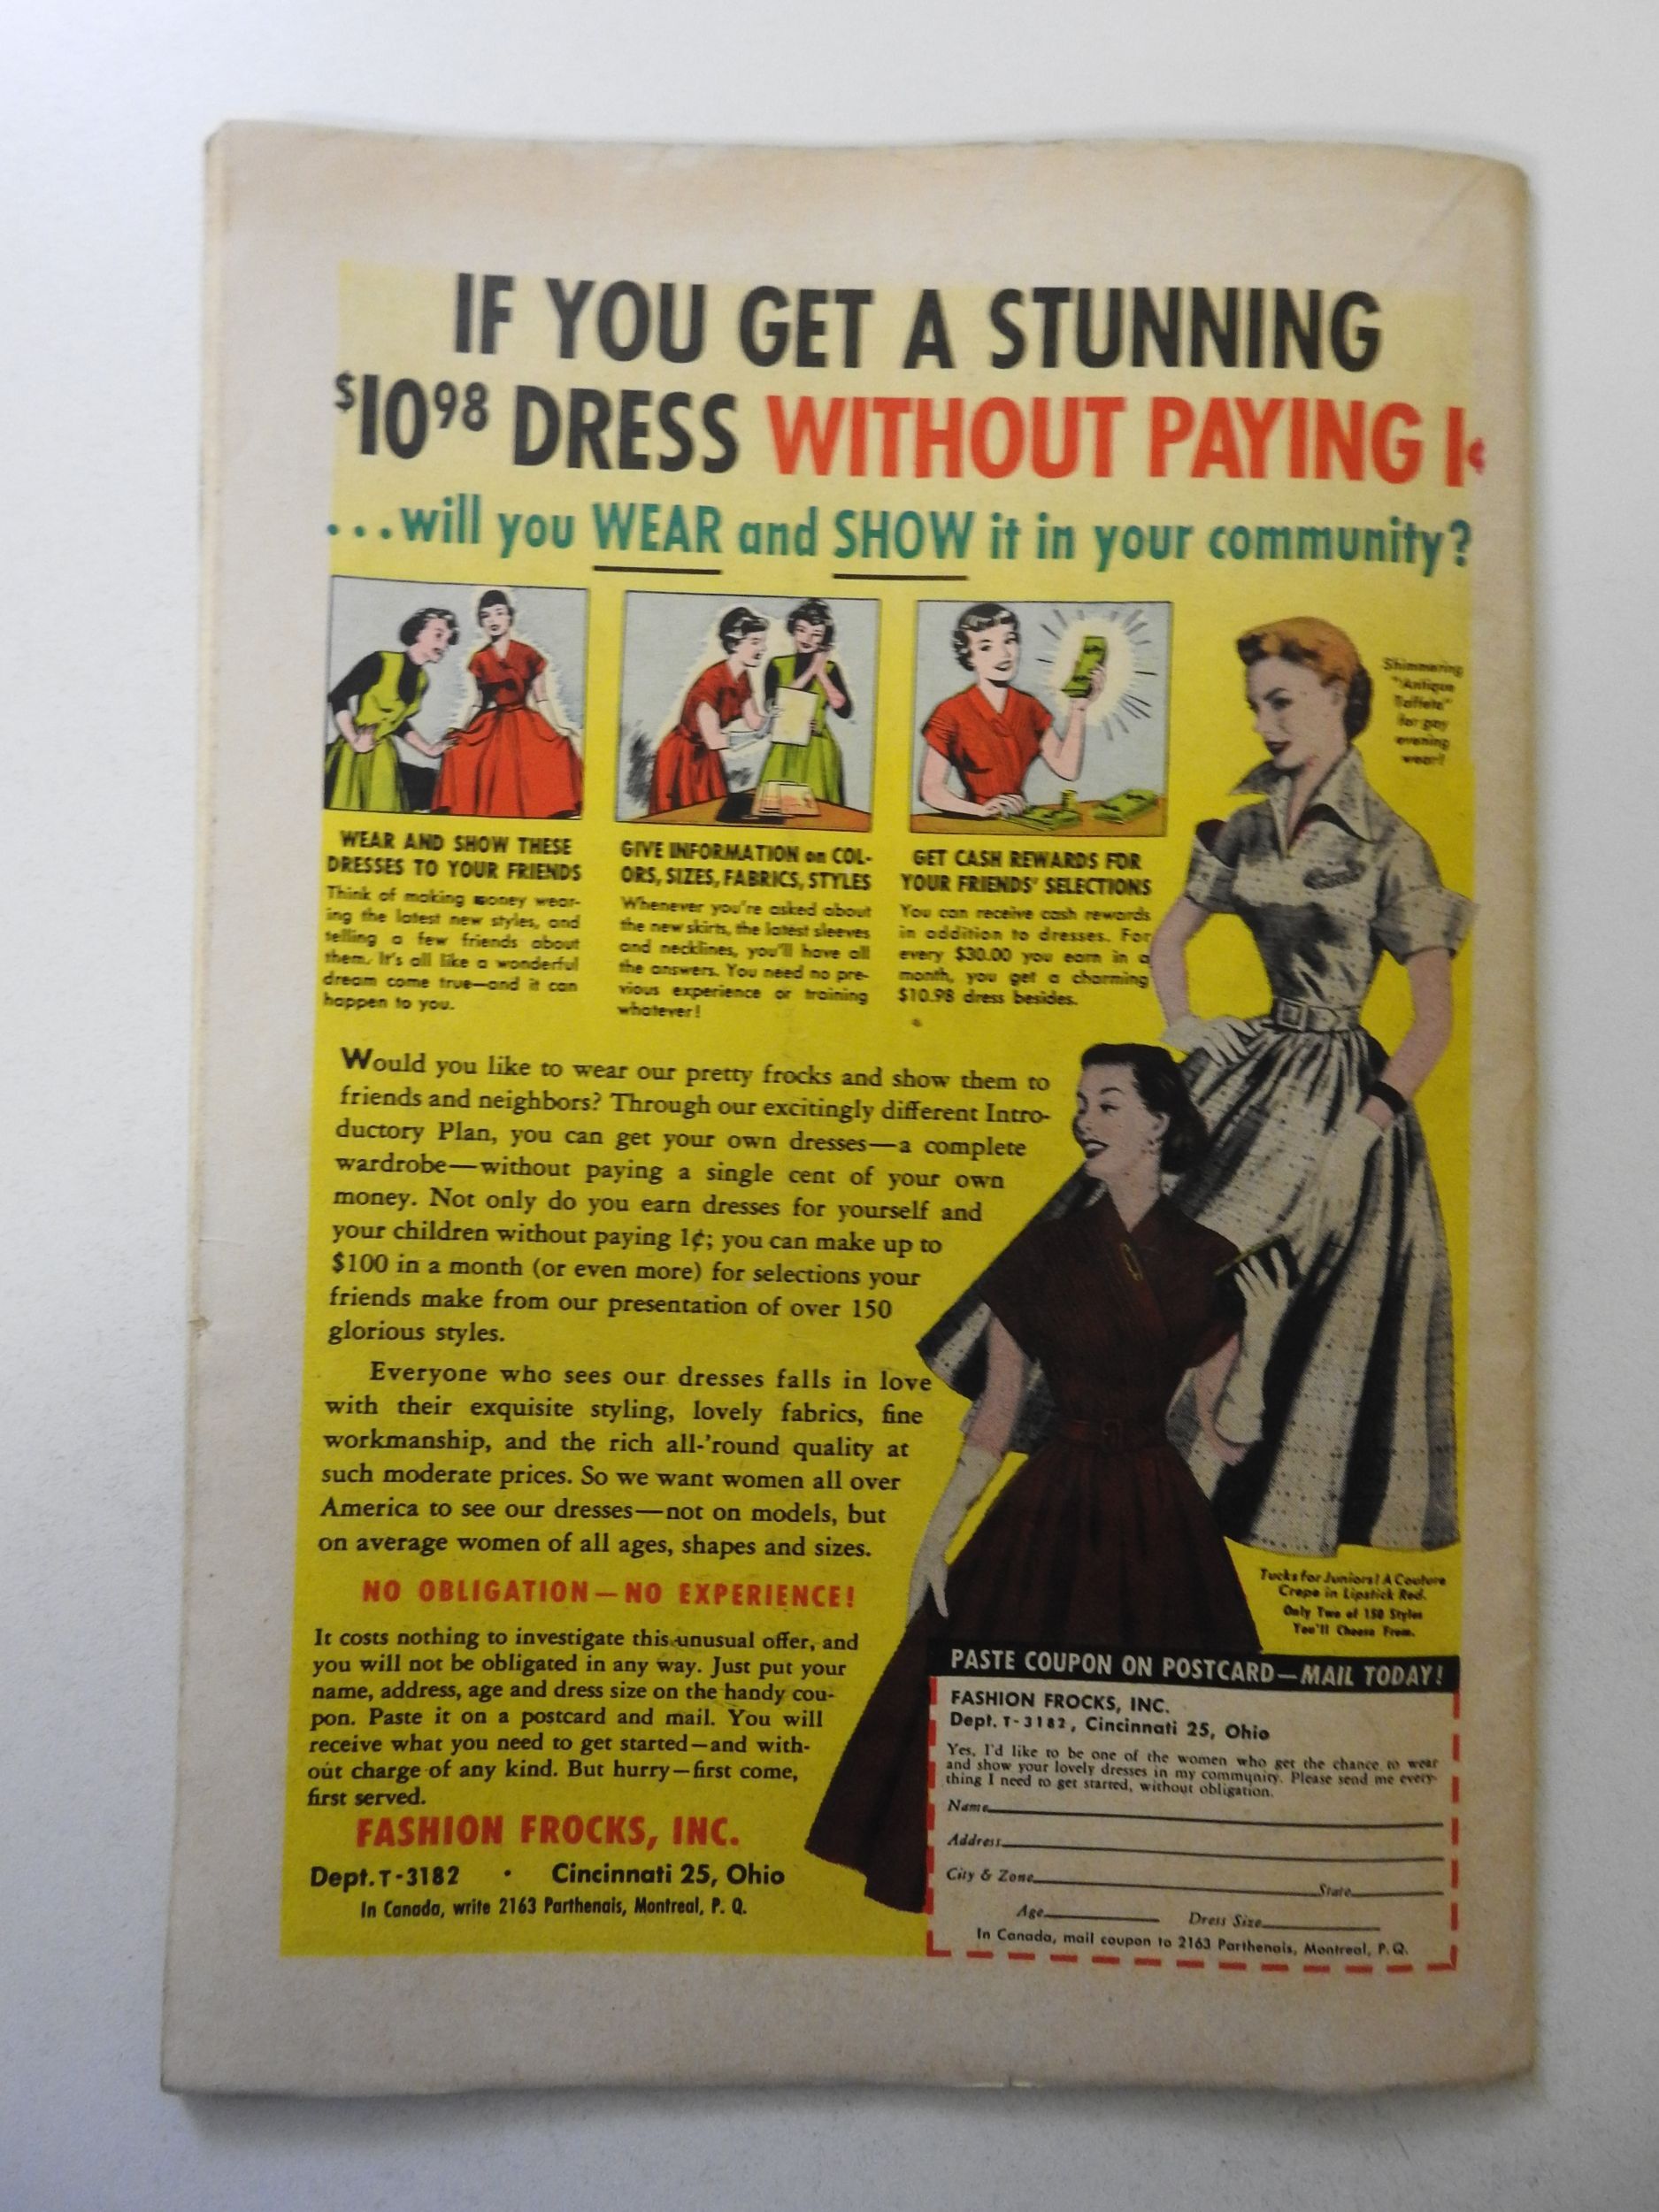 IF YOU GET A STUNNING
$10⁹⁸ DRESS WITHOUT PAYING 1¢
...will you WEAR and SHOW it in your community?
WEAR AND SHOW THESE
DRESSES TO YOUR FRIENDS
Think of making money wear-
ing the latest new styles, and
telling a few friends about
them. It's all like a wonderful
dream come true—and it can
happen to you.
GIVE INFORMATION on COL-
ORS, SIZES, FABRICS, STYLES
Whenever you're asked about
the new skirts, the latest sleeves
and necklines, you'll have all
the answers. You need no pre-
vious experience or training
whatever!
GET CASH REWARDS FOR
YOUR FRIENDS' SELECTIONS
You can receive cash rewards
in addition to dresses. For
every $30.00 you earn in a
month, you get a charming
$10.98 dress besides.
Shimmering
"Antique
Taffeta"
for gay
evening
wear!
Would you like to wear our pretty frocks and show them to
friends and neighbors? Through our excitingly different Intro-
ductory Plan, you can get your own dresses—a complete
wardrobe—without paying a single cent of your own
money. Not only do you earn dresses for yourself and
your children without paying 1¢; you can make up to
$100 in a month (or even more) for selections your
friends make from our presentation of over 150
glorious styles.
Everyone who sees our dresses falls in love
with their exquisite styling, lovely fabrics, fine
workmanship, and the rich all-'round quality at
such moderate prices. So we want women all over
America to see our dresses—not on models, but
on average women of all ages, shapes and sizes.
NO OBLIGATION—NO EXPERIENCE!
It costs nothing to investigate this unusual offer, and
you will not be obligated in any way. Just put your
name, address, age and dress size on the handy cou-
pon. Paste it on a postcard and mail. You will
receive what you need to get started—and with-
out charge of any kind. But hurry—first come,
first served.
FASHION FROCKS, INC.
Dept. T-3182 • Cincinnati 25, Ohio
In Canada, write 2163 Parthenais, Montreal, P. Q.
Tucks for Juniors! A Couture
Crepe in Lipstick Red.
Only Two of 150 Styles
You'll Choose From.
PASTE COUPON ON POSTCARD—MAIL TODAY!
FASHION FROCKS, INC.
Dept. T-3182, Cincinnati 25, Ohio
Yes, I'd like to be one of the women who get the chance to wear
and show your lovely dresses in my community. Please send me every-
thing I need to get started, without obligation.
Name
Address
City & Zone State
Age Dress Size
In Canada, mail coupon to 2163 Parthenais, Montreal, P. Q.